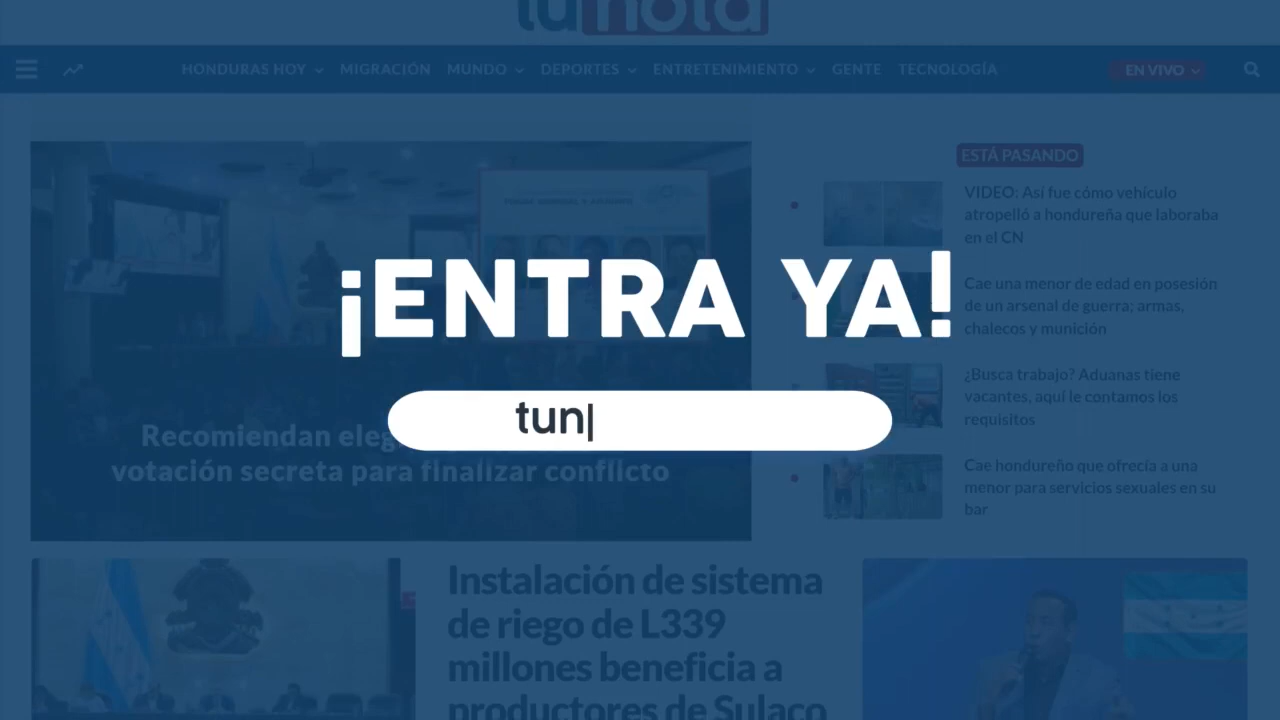 tunota
HONDURAS HOY MIGRACIÓN MUNDO DEPORTES ENTRETENIMIENTO GENTE TECNOLOGÍA EN VIVO
ESTÁ PASANDO
VIDEO: Así fue cómo vehículo
atropelló a hondureña que laboraba
en el CN
¡ENTRA YA!
Cae una menor de edad en posesión
de un arsenal de guerra; armas,
chalecos y munición
tun
¿Busca trabajo? Aduanas tiene
vacantes, aquí le contamos los
requisitos
Recomiendan eleg
votación secreta para finalizar conflicto
Cae hondureño que ofrecía a una
menor para servicios sexuales en su
bar
Instalación de sistema
de riego de L339
millones beneficia a
productores de Sulaco